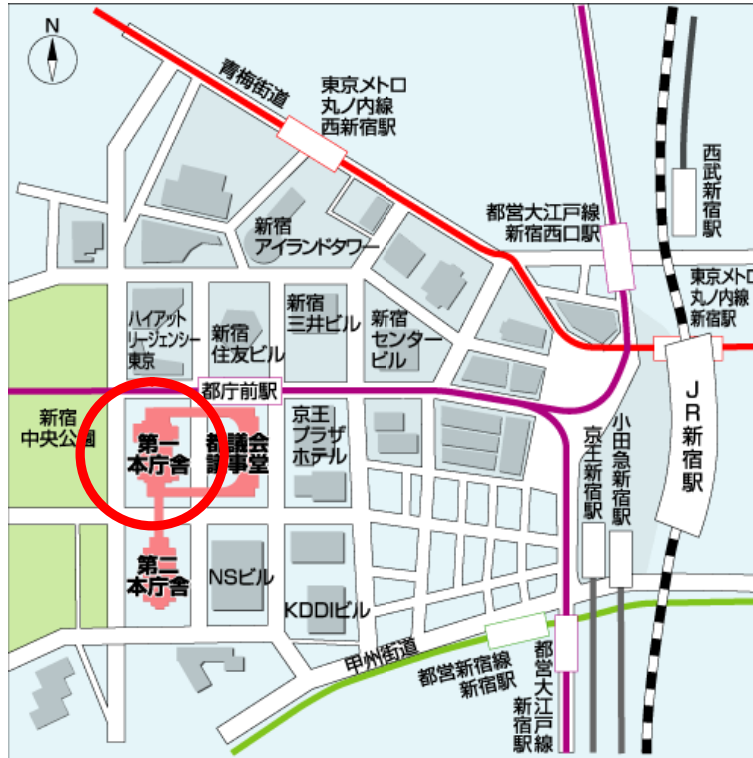 N
青梅街道
東京メトロ
丸ノ内線
西新宿駅
西武新宿駅
都営大江戸線
新宿西口駅
新宿
アイランドタワー
東京メトロ
丸ノ内線
新宿駅
ハイアット
リージェンシー
東京
新宿
住友ビル
新宿
三井ビル
新宿
センター
ビル
都庁前駅
JR新宿駅
新宿
中央公園
第一
本庁舎
都議会
議事堂
京王
プラザ
ホテル
小田急新宿駅
京王新宿駅
第二
本庁舎
NSビル
KDDIビル
甲州街道
都営新宿線
新宿駅
都営大江戸線
新宿駅